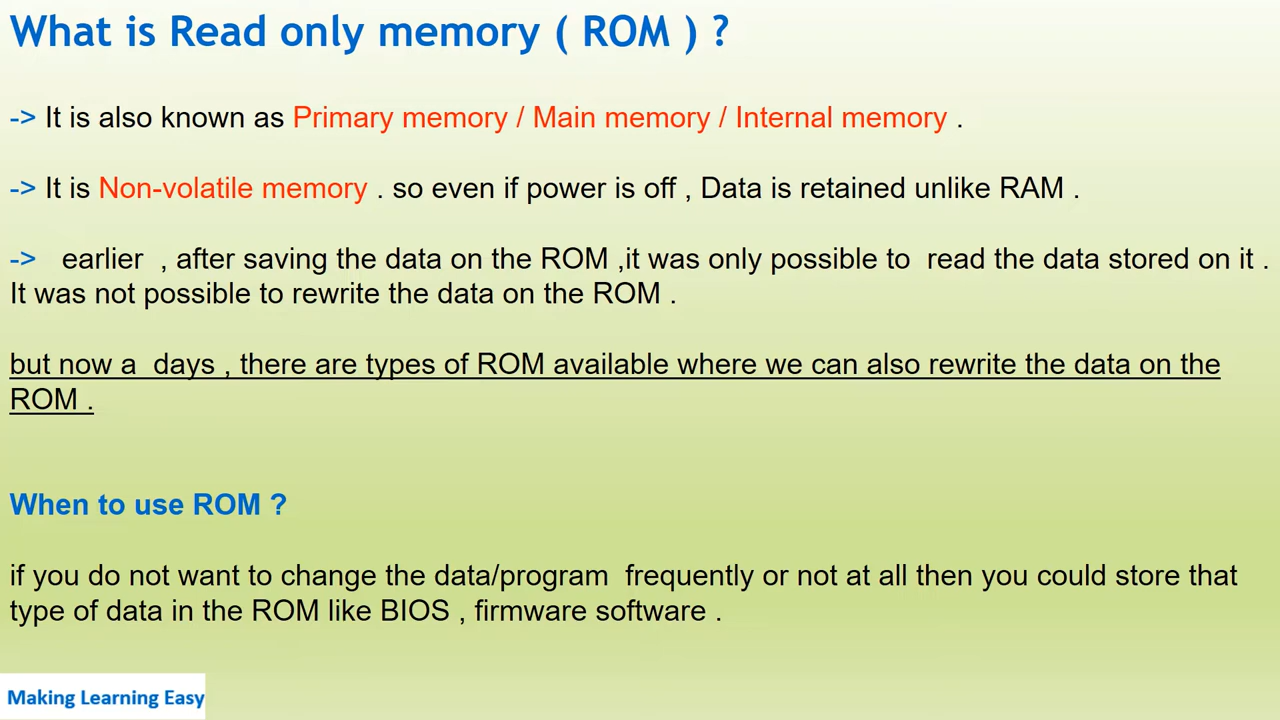 What is Read only memory ( ROM ) ?
-> It is also known as Primary memory / Main memory / Internal memory .
-> It is Non-volatile memory . so even if power is off , Data is retained unlike RAM .
-> earlier , after saving the data on the ROM ,it was only possible to read the data stored on it .
It was not possible to rewrite the data on the ROM .
but now a days , there are types of ROM available where we can also rewrite the data on the
ROM .
When to use ROM ?
if you do not want to change the data/program frequently or not at all then you could store that
type of data in the ROM like BIOS , firmware software .
Making Learning Easy